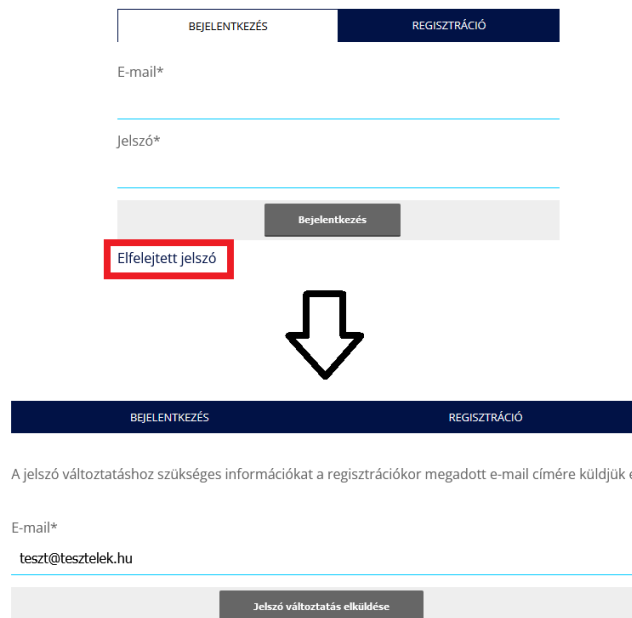 BEJELENTKEZÉS REGISZTRÁCIÓ
E-mail*
Jelszó*
Bejelentkezés
Elfelejtett jelszó
BEJELENTKEZÉS REGISZTRÁCIÓ
A jelszó változtatáshoz szükséges információkat a regisztrációkor megadott e-mail címére küldjük
E-mail*
teszt@tesztelek.hu
Jelszó változtatás elküldése